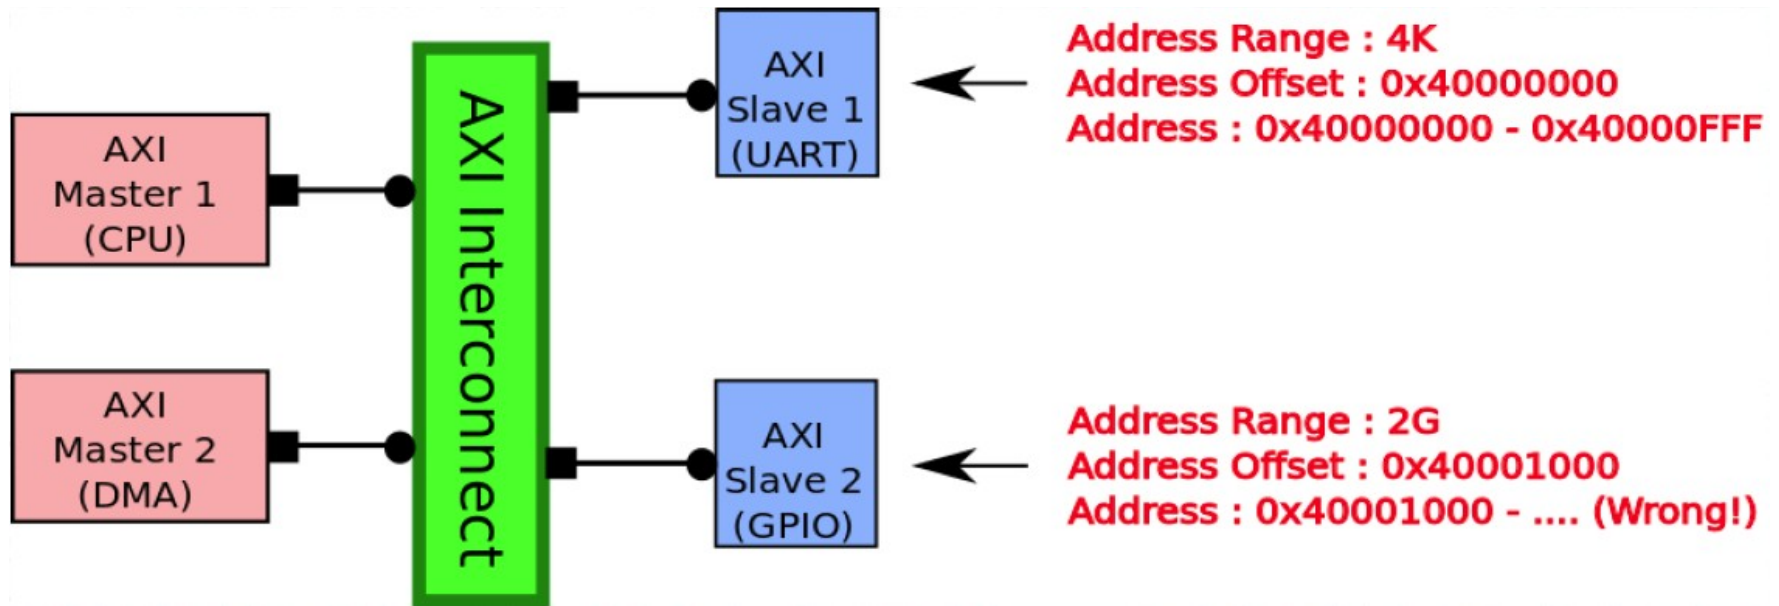 AXI
Master 1
(CPU)
AXI
Master 2
(DMA)
AXI Interconnect
AXI
Slave 1
(UART)
Address Range : 4K
Address Offset : 0x40000000
Address : 0x40000000 - 0x40000FFF
AXI
Slave 2
(GPIO)
Address Range : 2G
Address Offset : 0x40001000
Address : 0x40001000 - .... (Wrong!)